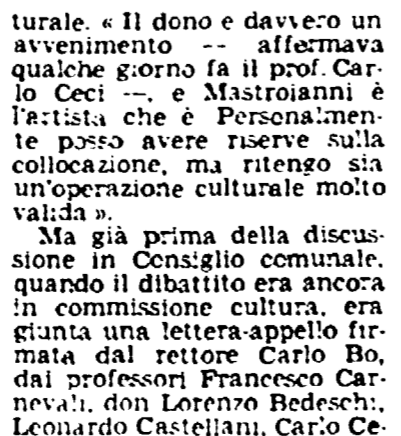 turale. « Il dono e davvero un
avvenimento -- affermava
qualche giorno fa il prof. Car-
lo Ceci --, e Mastroianni è
l'artista che è Personalmen-
te posso avere riserve sulla
collocazione, ma ritengo sia
un'operazione culturale molto
valida ».
Ma già prima della discus-
sione in Consiglio comunale,
quando il dibattito era ancora
in commissione cultura, era
giunta una lettera-appello fir-
mata dal rettore Carlo Bo,
dai professori Francesco Car-
nevali, don Lorenzo Bedeschi,
Leonardo Castellani, Carlo Ce-